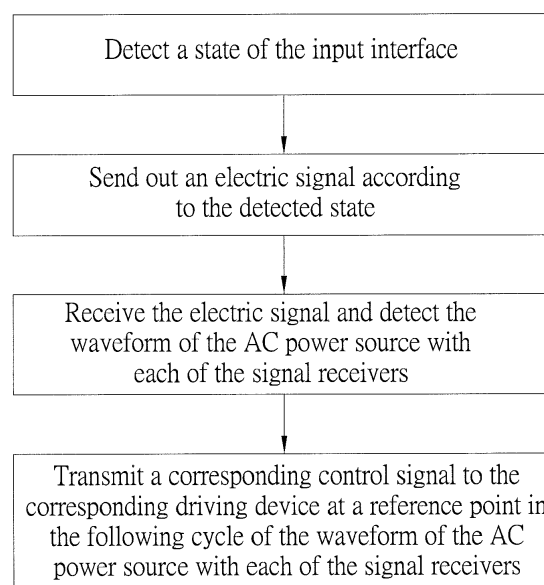 Detect a state of the input interface
Send out an electric signal according
to the detected state
Receive the electric signal and detect the
waveform of the AC power source with
each of the signal receivers
Transmit a corresponding control signal to the
corresponding driving device at a reference point in
the following cycle of the waveform of the AC
power source with each of the signal receivers